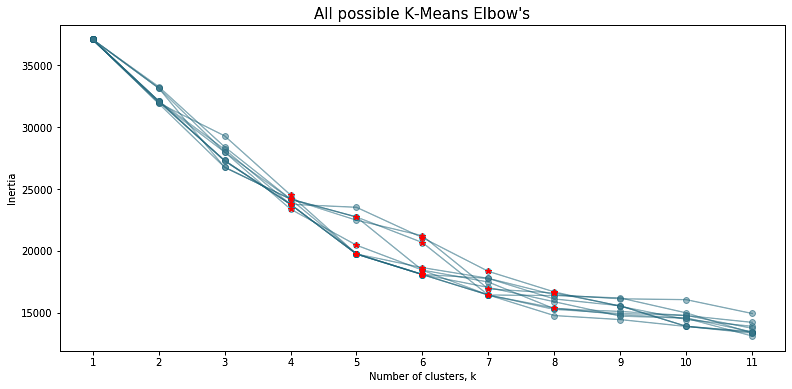 All possible K-Means Elbow's
35000
30000
25000
20000
15000
Inertia
1 2 3 4 5 6 7 8 9 10 11
Number of clusters, k